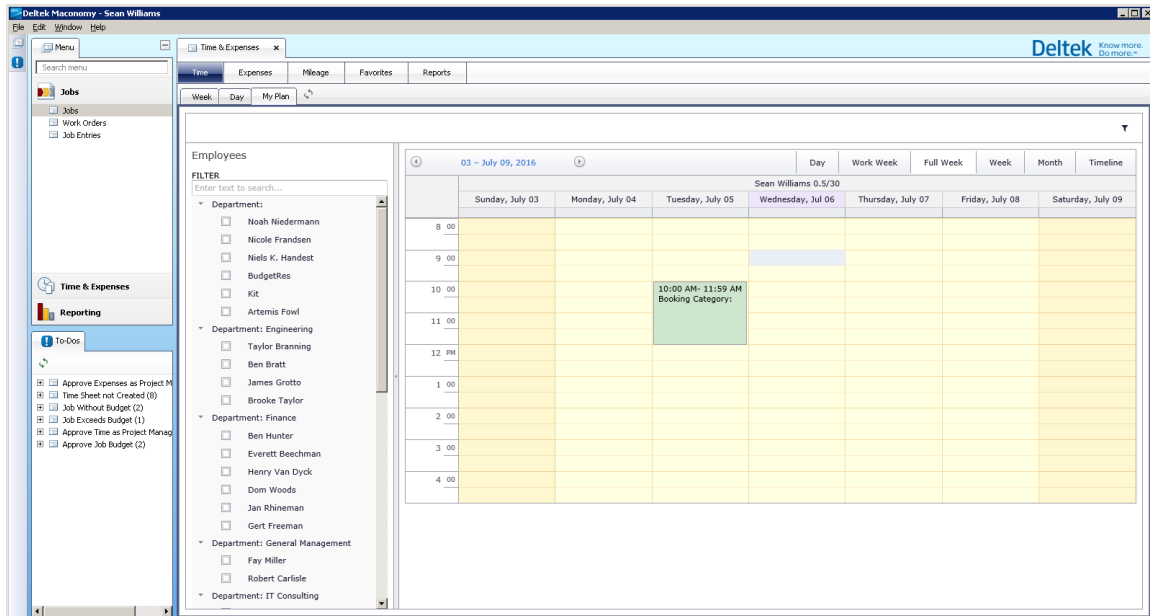 Deltek Maconomy - Sean Williams
File Edit Window Help
Menu
Search menu
Jobs
Jobs
Work Orders
Job Entries
Time & Expenses
Reporting
To-Dos
Approve Expenses as Project M
Time Sheet not Created (8)
Job Without Budget (2)
Job Exceeds Budget (1)
Approve Time as Project Manag
Approve Job Budget (2)
Time & Expenses
Deltek Know more.
Do more.™
Time Expenses Mileage Favorites Reports
Week Day My Plan
Employees
FILTER
Enter text to search...
Department:
Noah Niedermann
Nicole Frandsen
Niels K. Handest
BudgetRes
Kit
Artemis Fowl
Department: Engineering
Taylor Branning
Ben Bratt
James Grotto
Brooke Taylor
Department: Finance
Ben Hunter
Everett Beechman
Henry Van Dyck
Dom Woods
Jan Rhineman
Gert Freeman
Department: General Management
Fay Miller
Robert Carlisle
Department: IT Consulting
03 – July 09, 2016 Day Work Week Full Week Week Month Timeline
Sean Williams 0.5/30
Sunday, July 03 Monday, July 04 Tuesday, July 05 Wednesday, Jul 06 Thursday, July 07 Friday, July 08 Saturday, July 09
8 00
9 00
10 00
10:00 AM- 11:59 AM
Booking Category:
11 00
12 PM
1 00
2 00
3 00
4 00